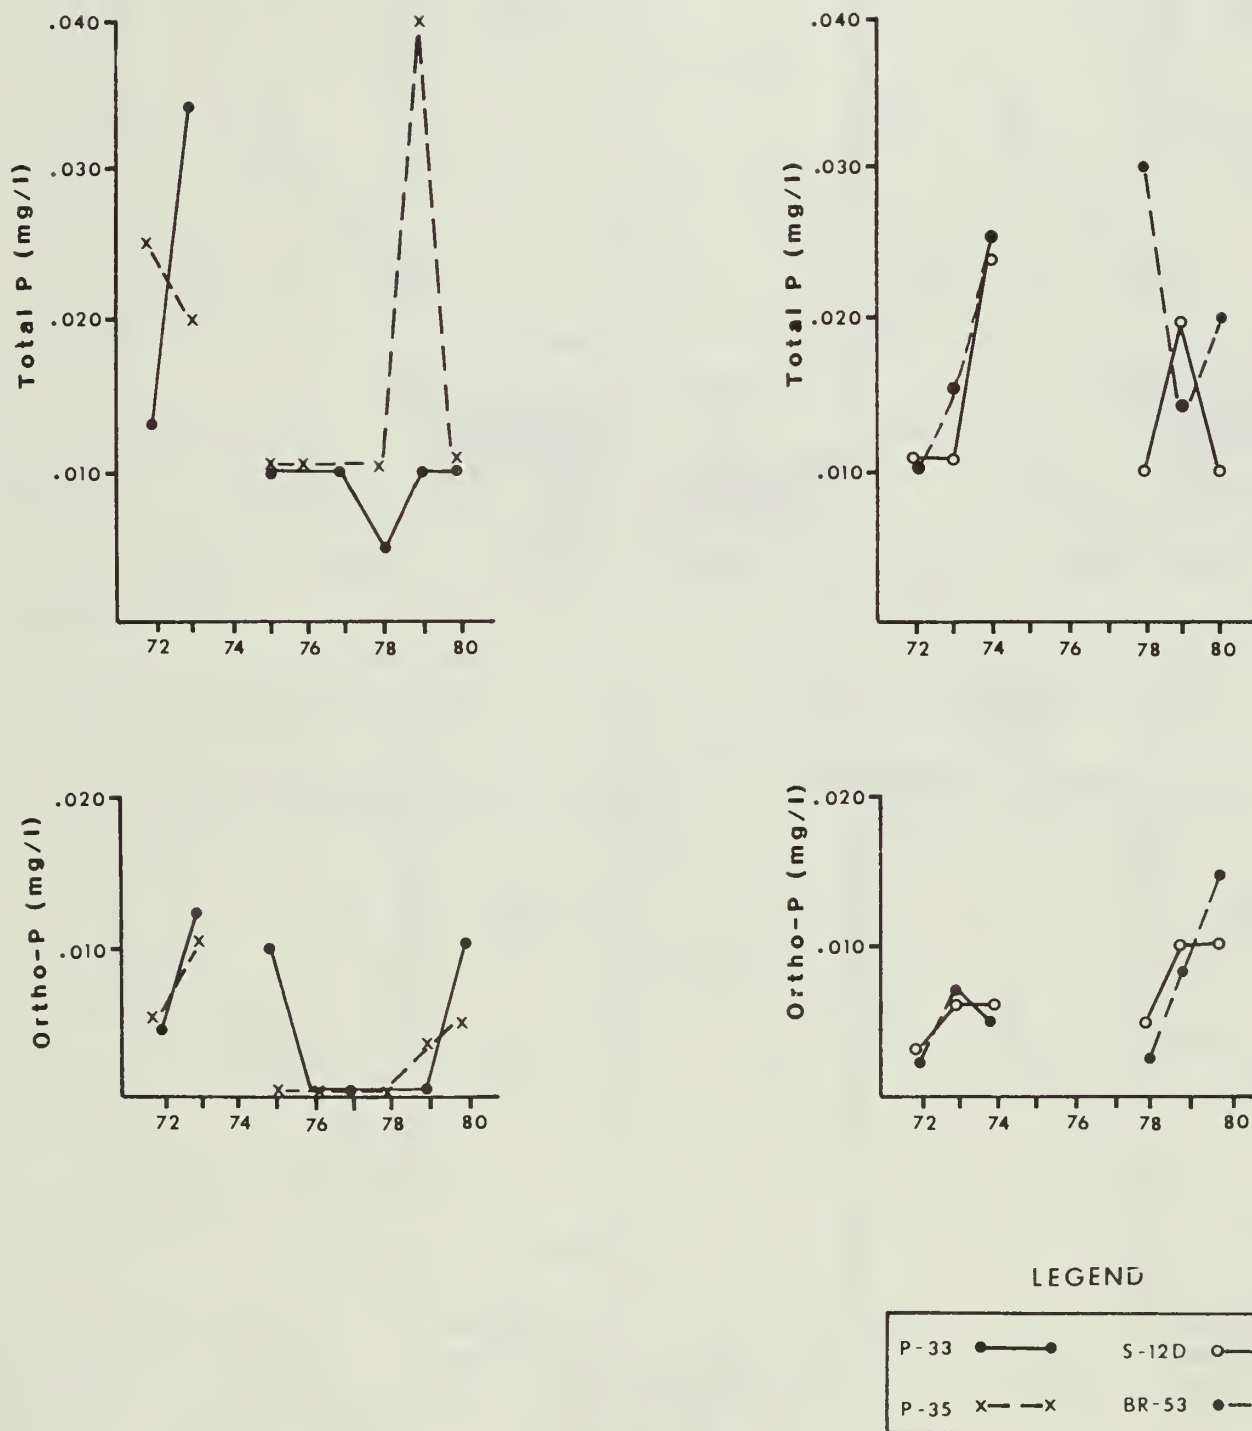 Total P (mg/l)
.040
.030
.020
.010
72 74 76 78 80
Total P (mg/l)
.040
.030
.020
.010
72 74 76 78 80
Ortho-P (mg/l)
.020
.010
72 74 76 78 80
Ortho-P (mg/l)
.020
.010
72 74 76 78 80
LEGEND
P-33
S-12D
P-35
BR-53